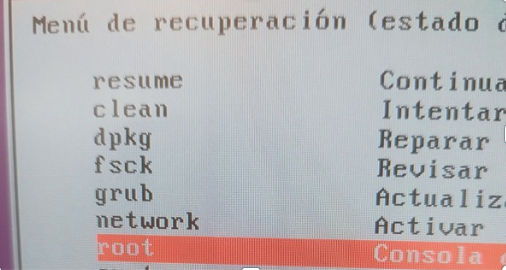 Menú de recuperación (estado
resume Continua
clean Intentar
dpkg Reparar
fsck Revisar
grub Actualiz
network Activar
root Consola